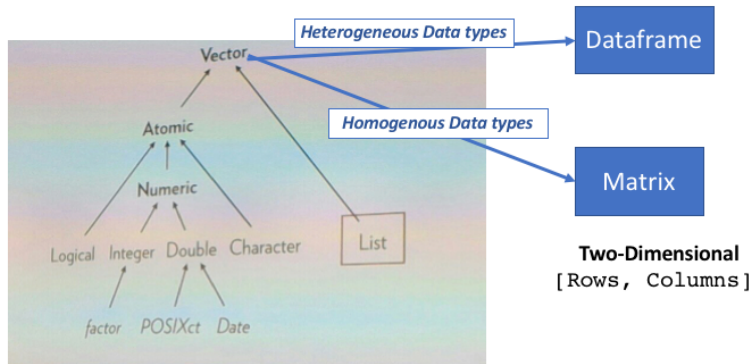 Heterogeneous Data types
Dataframe
Vector
Homogenous Data types
Atomic
Numeric
Matrix
Logical Integer Double Character List
Two-Dimensional
[Rows, Columns]
factor POSIXct Date